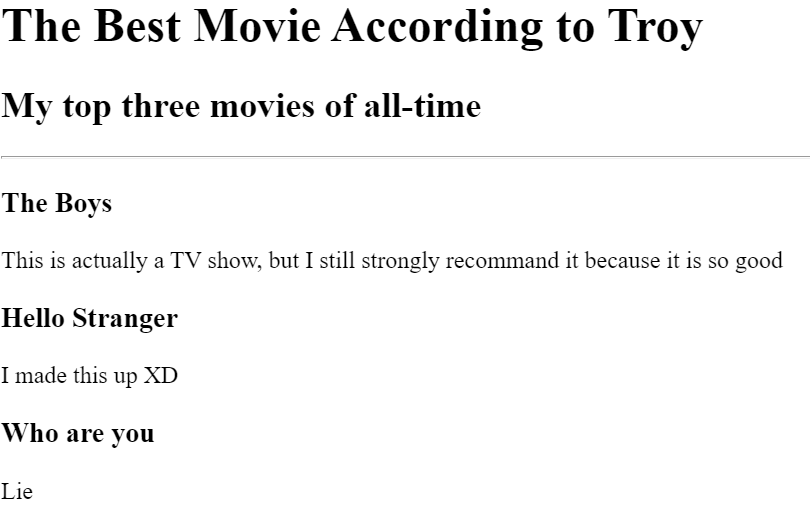 The Best Movie According to Troy
My top three movies of all-time
The Boys
This is actually a TV show, but I still strongly recommand it because it is so good
Hello Stranger
I made this up XD
Who are you
Lie